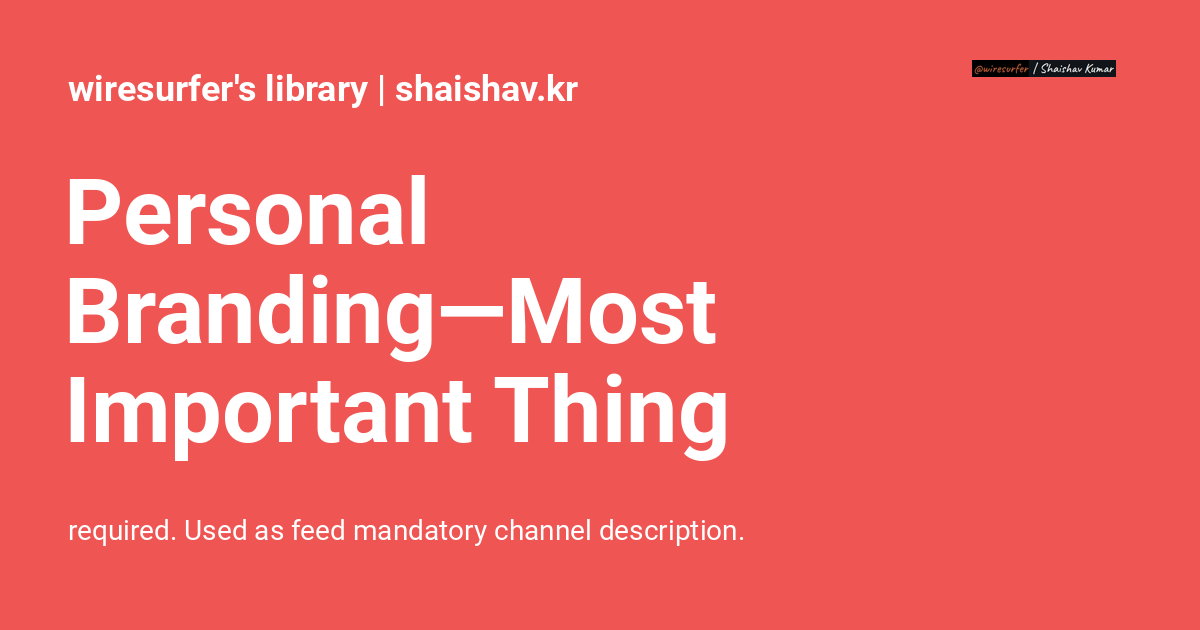 wiresurfer's library | shaishav.kr
@wiresurfer / Shaishav Kumar
Personal
Branding—Most
Important Thing
required. Used as feed mandatory channel description.